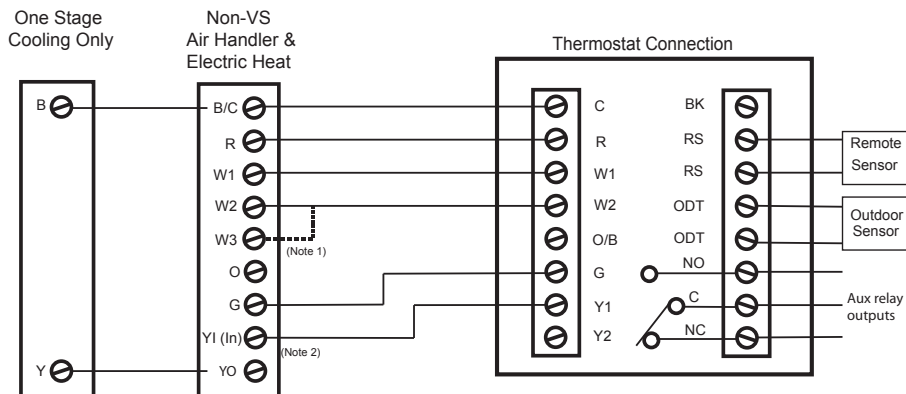 One Stage
Cooling Only
Non-VS
Air Handler &
Electric Heat
Thermostat Connection
B
Y
B/C
R
W1
W2
W3
(Note 1)
O
G
YI (In)
(Note 2)
YO
C
R
W1
W2
O/B
G
Y1
Y2
BK
RS
RS
ODT
ODT
NO
C
NC
Remote
Sensor
Outdoor
Sensor
Aux relay
outputs